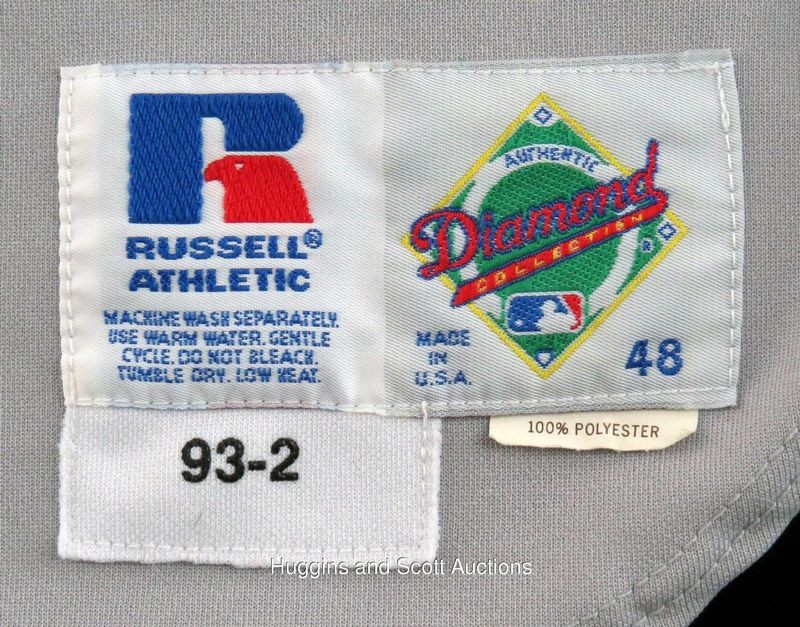 RUSSELL®
ATHLETIC
MACHINE WASH SEPARATELY.
USE WARM WATER. GENTLE
CYCLE. DO NOT BLEACH.
TUMBLE DRY. LOW HEAT.
AUTHENTIC
Diamond
COLLECTION ®
MADE
IN
U.S.A.
48
100% POLYESTER
93-2
Huggins and Scott Auctions